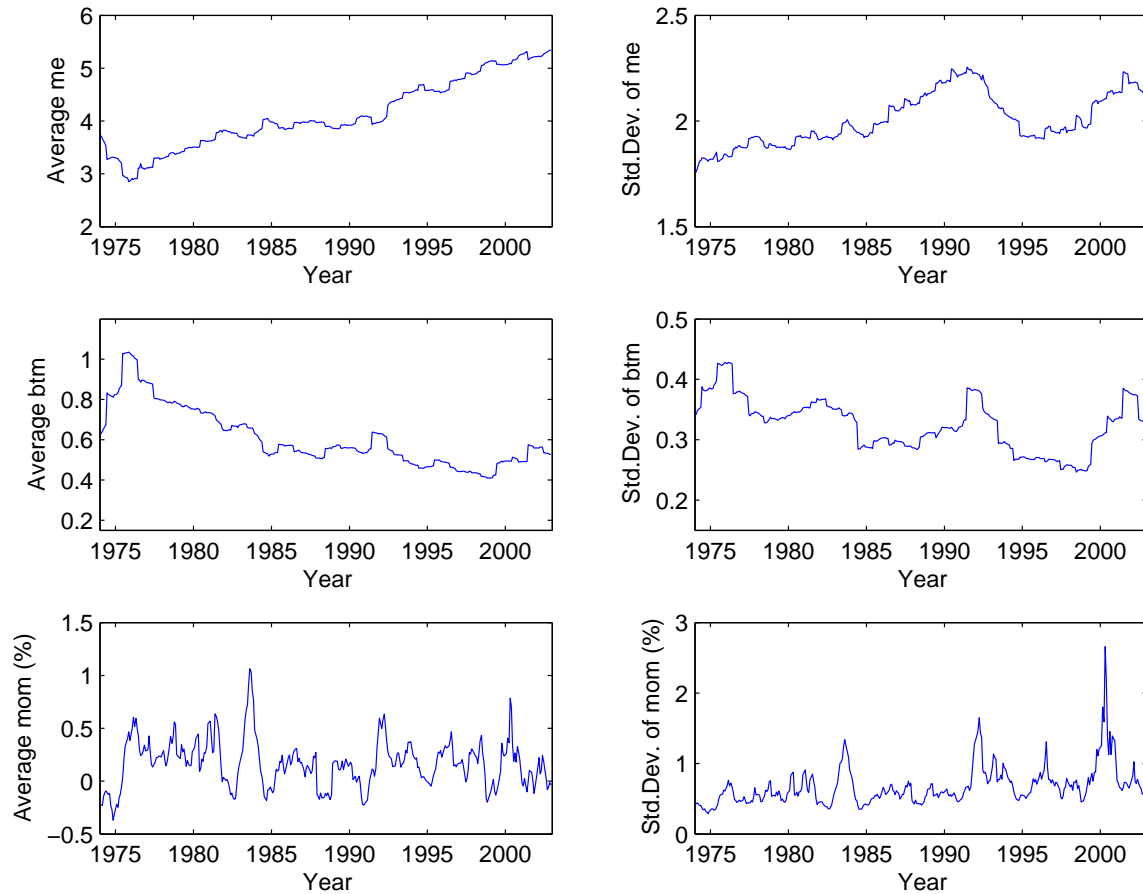 6
5
4
3
2
Average me
1975 1980 1985 1990 1995 2000
Year
2.5
2
1.5
Std.Dev. of me
1975 1980 1985 1990 1995 2000
Year
1
0.8
0.6
0.4
0.2
Average btm
1975 1980 1985 1990 1995 2000
Year
0.5
0.4
0.3
0.2
Std.Dev. of btm
1975 1980 1985 1990 1995 2000
Year
1.5
1
0.5
0
−0.5
Average mom (%)
1975 1980 1985 1990 1995 2000
Year
3
2
1
0
Std.Dev. of mom (%)
1975 1980 1985 1990 1995 2000
Year